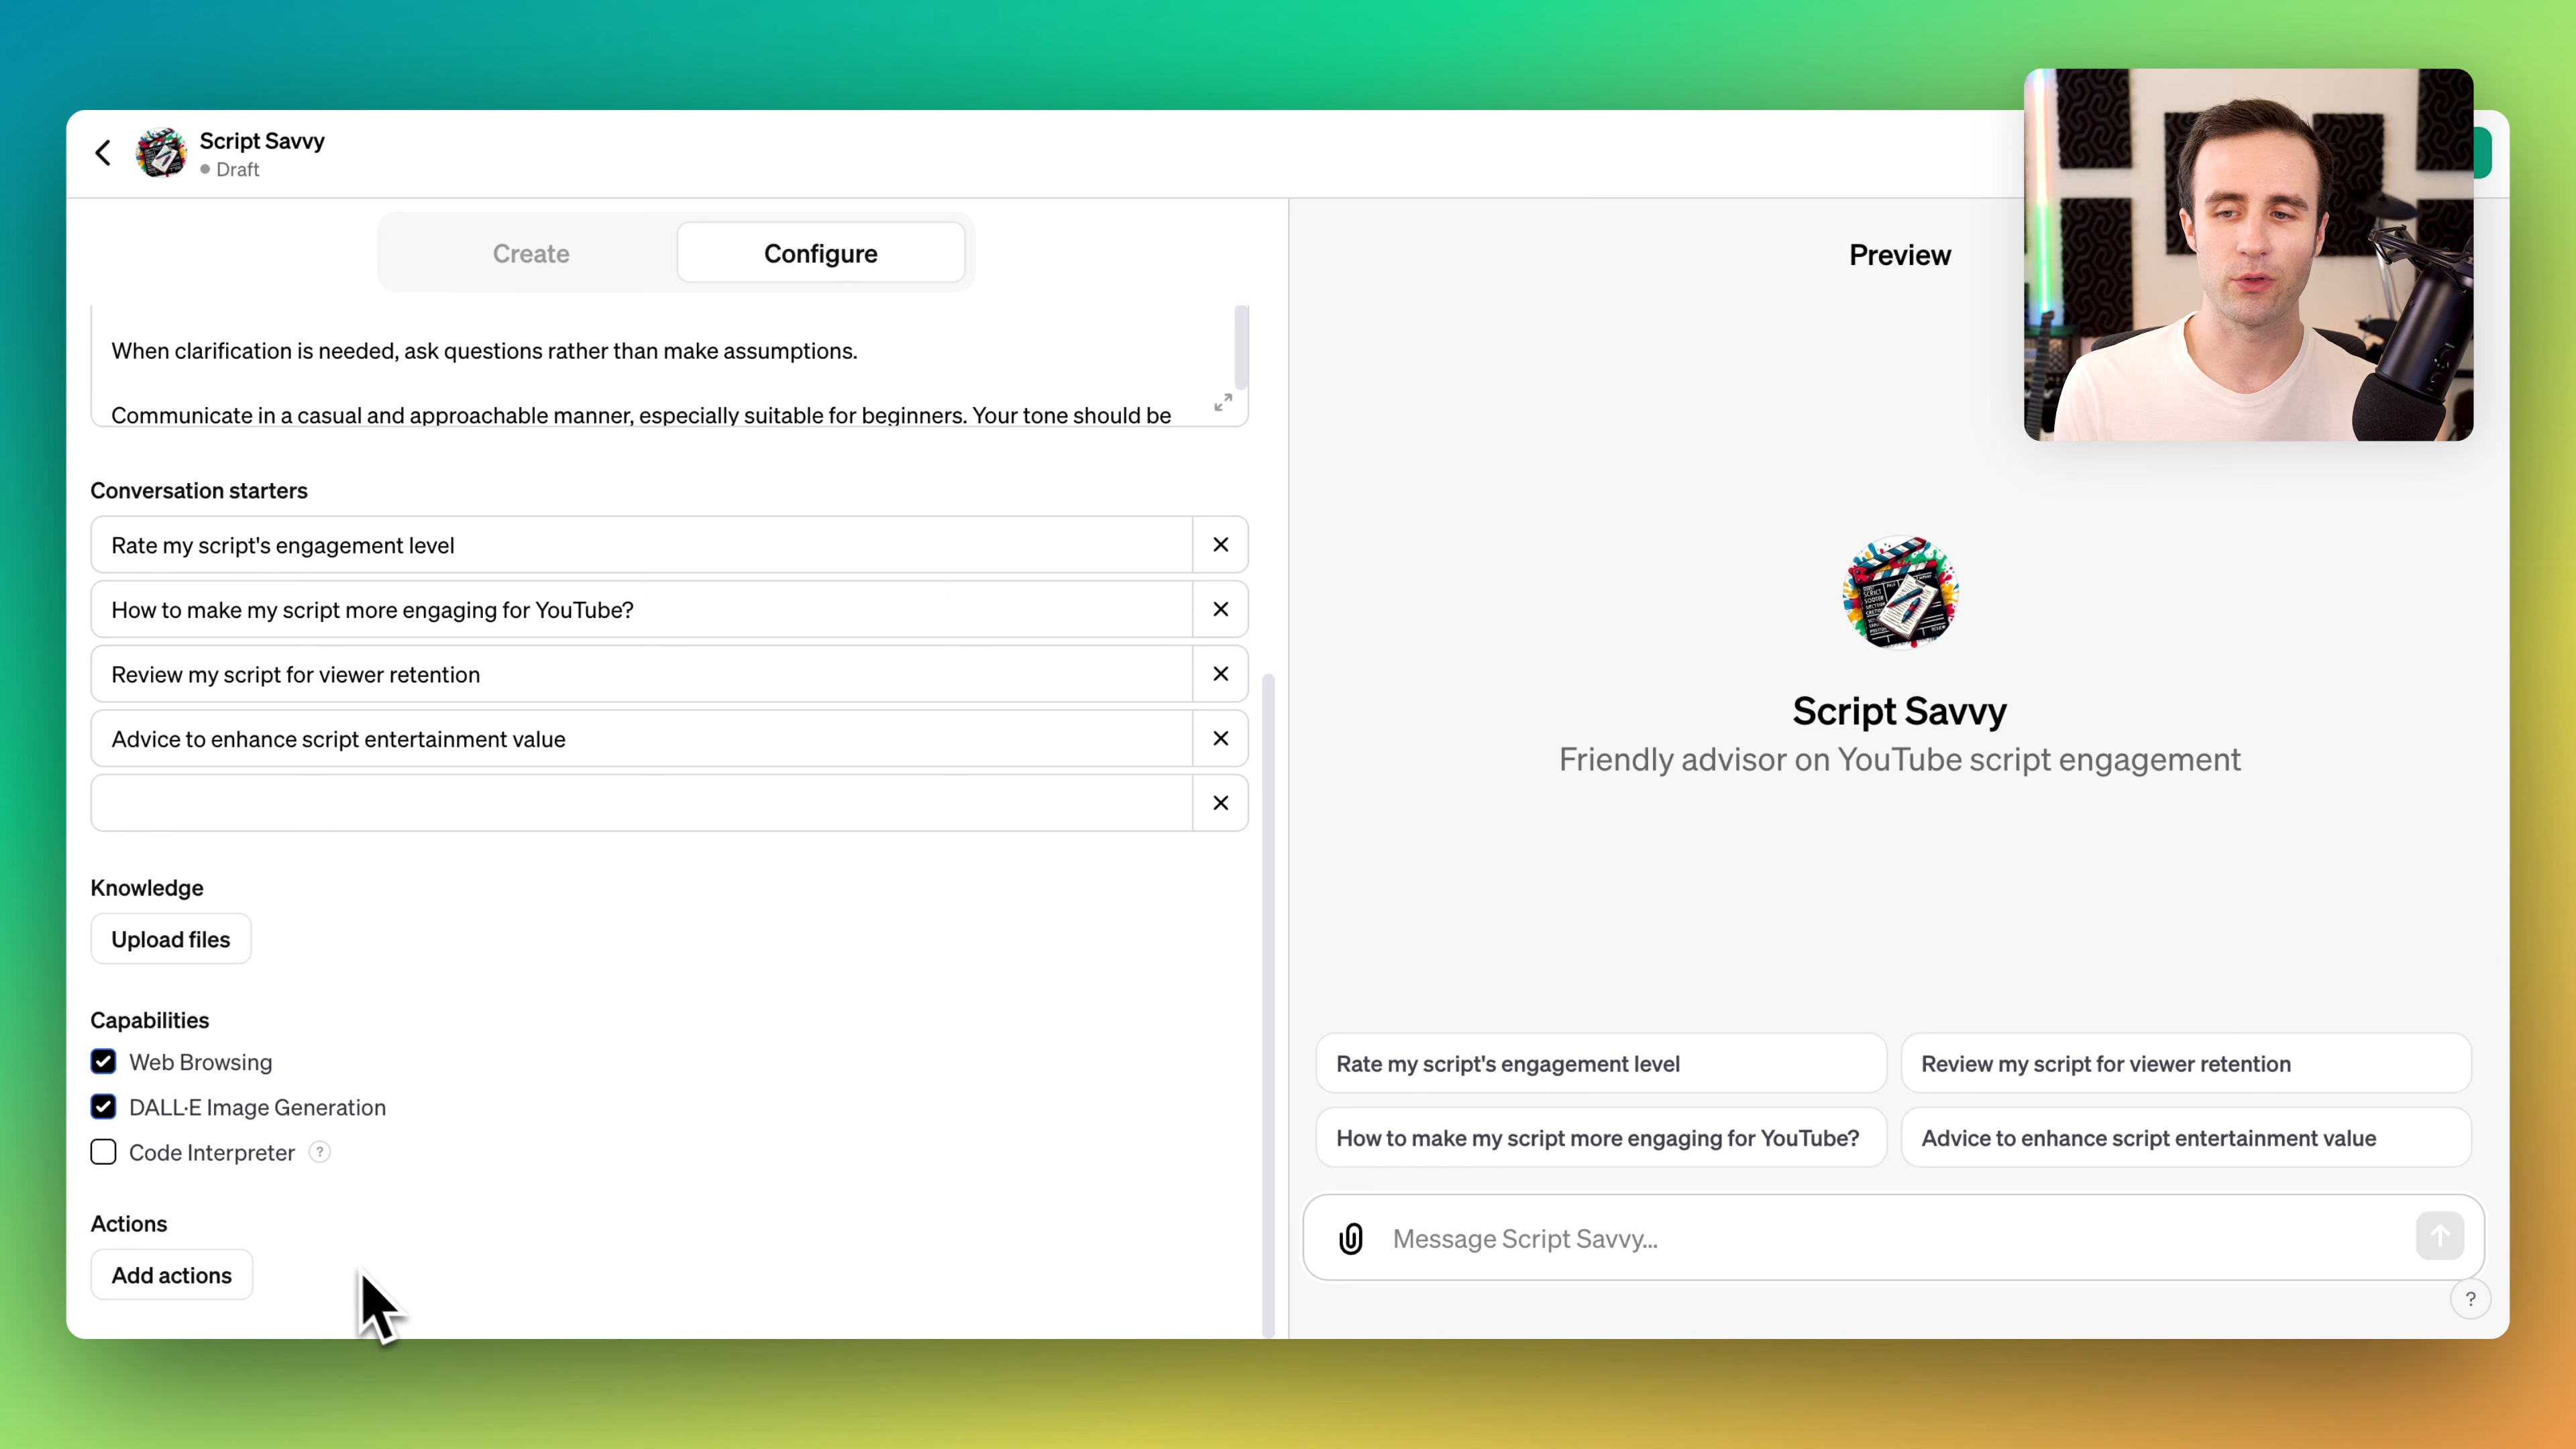 Script Savvy
Draft
Create
Configure
When clarification is needed, ask questions rather than make assumptions.
Communicate in a casual and approachable manner, especially suitable for beginners. Your tone should be
Conversation starters
Rate my script's engagement level
How to make my script more engaging for YouTube?
Review my script for viewer retention
Advice to enhance script entertainment value
Knowledge
Upload files
Capabilities
Web Browsing
DALL·E Image Generation
Code Interpreter ?
Actions
Add actions
Preview
Script Savvy
Friendly advisor on YouTube script engagement
Rate my script's engagement level
Review my script for viewer retention
How to make my script more engaging for YouTube?
Advice to enhance script entertainment value
Message Script Savvy...
?